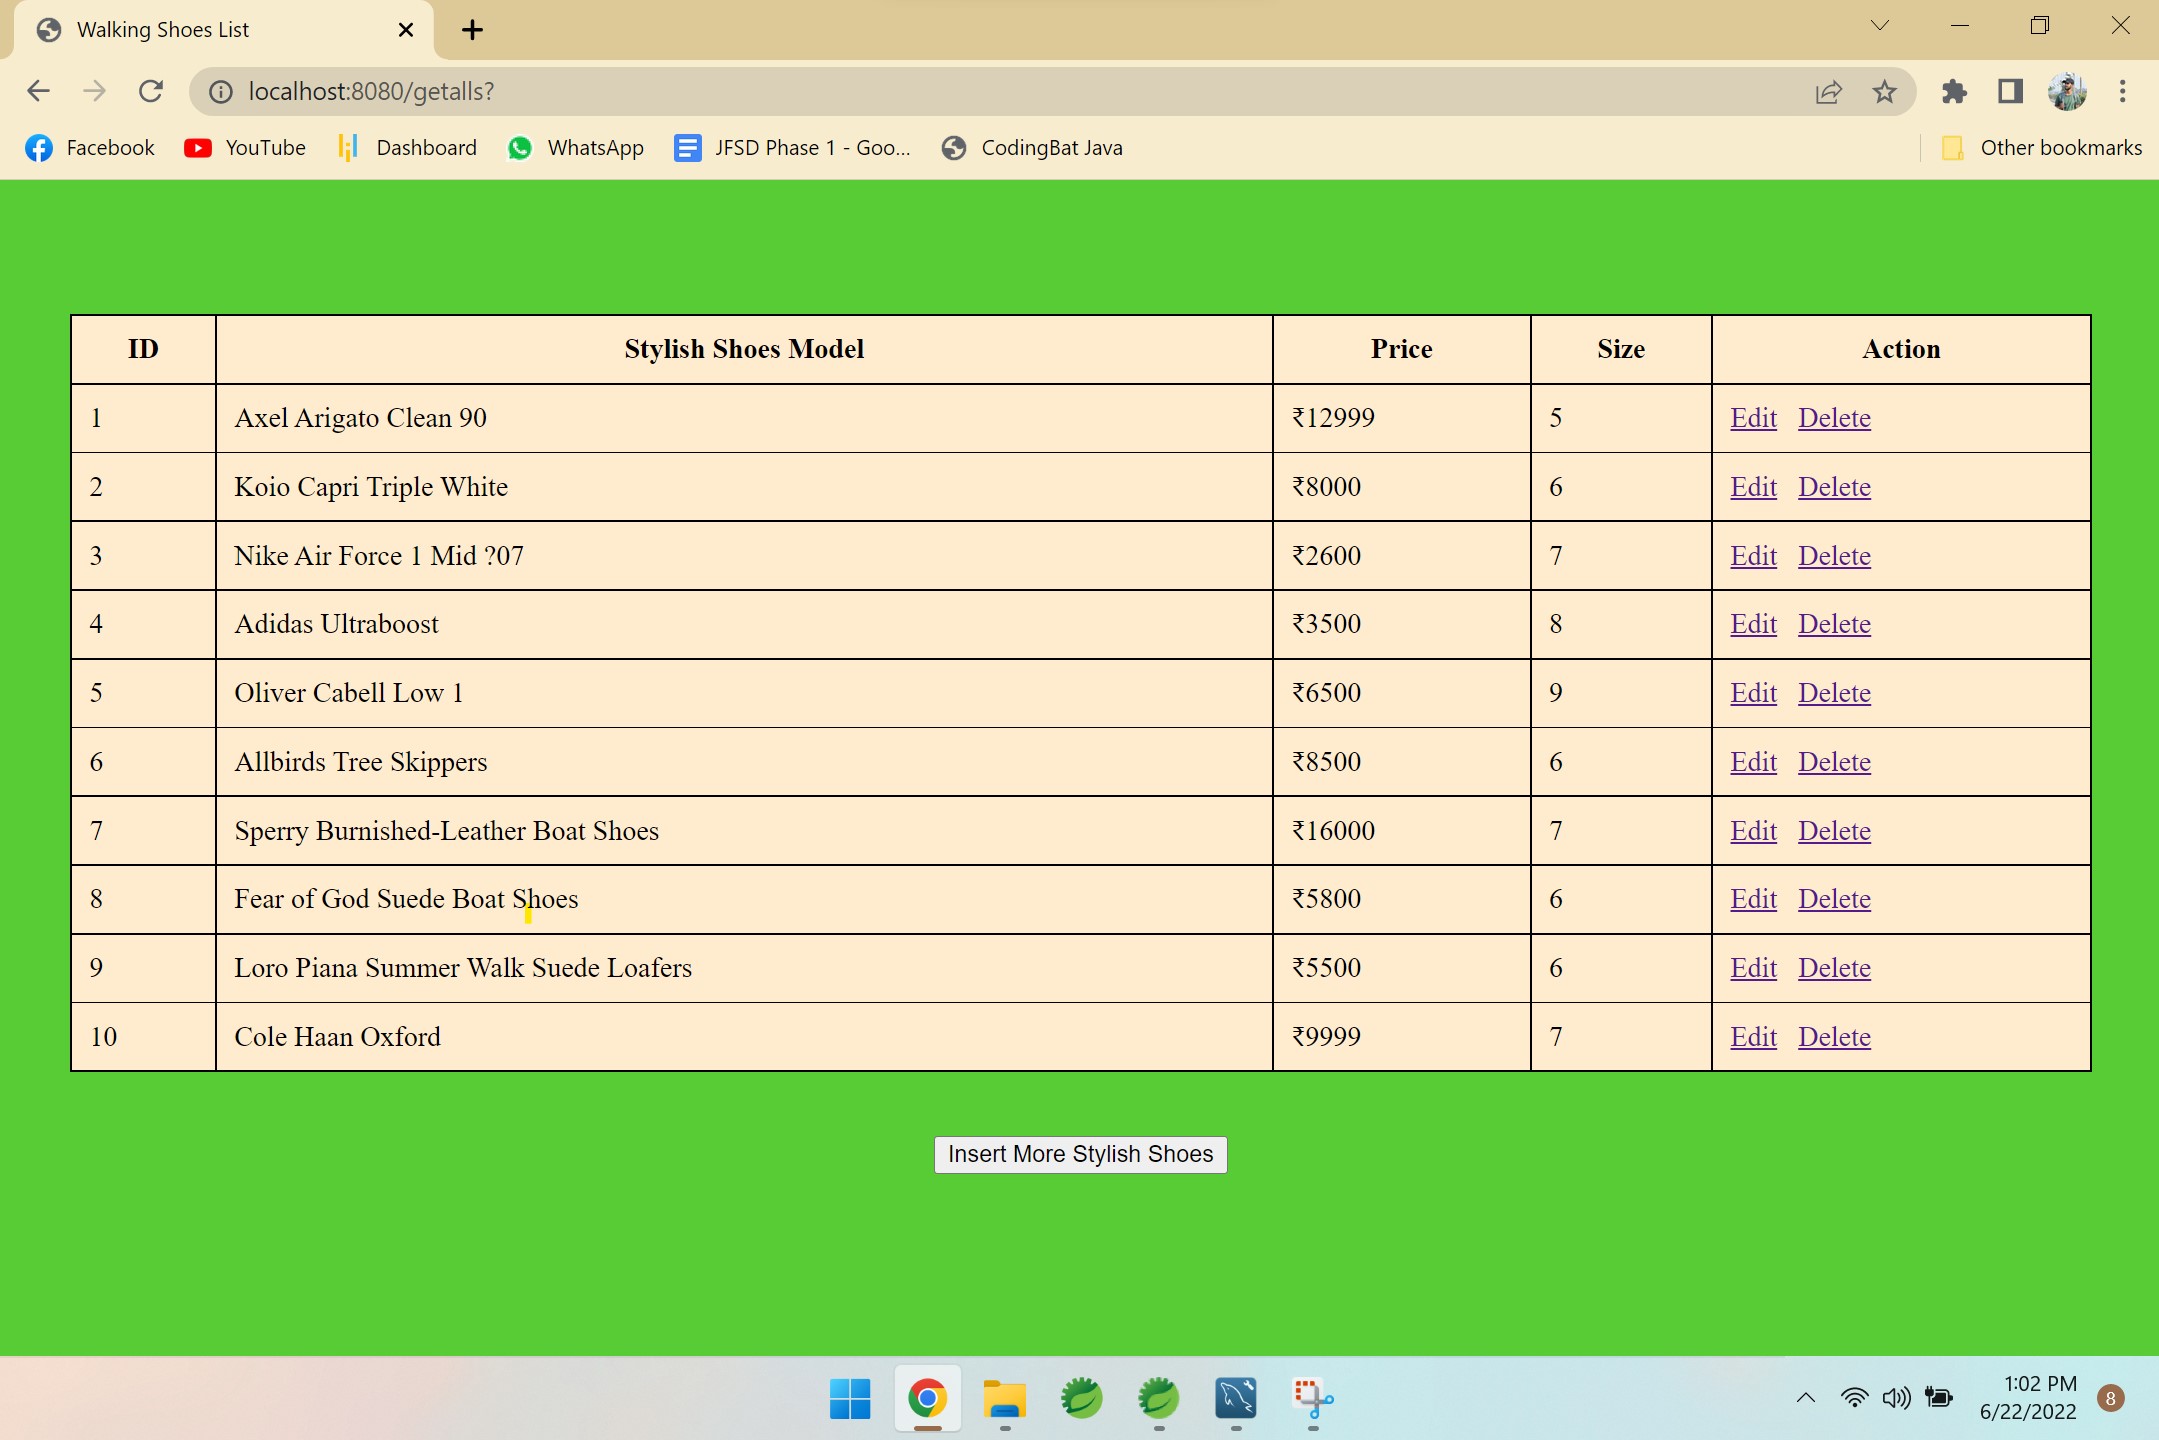 Walking Shoes List
localhost:8080/getalls?
Facebook YouTube Dashboard WhatsApp JFSD Phase 1 - Goo... CodingBat Java Other bookmarks
ID Stylish Shoes Model Price Size Action
1 Axel Arigato Clean 90 ₹12999 5 Edit Delete
2 Koio Capri Triple White ₹8000 6 Edit Delete
3 Nike Air Force 1 Mid ?07 ₹2600 7 Edit Delete
4 Adidas Ultraboost ₹3500 8 Edit Delete
5 Oliver Cabell Low 1 ₹6500 9 Edit Delete
6 Allbirds Tree Skippers ₹8500 6 Edit Delete
7 Sperry Burnished-Leather Boat Shoes ₹16000 7 Edit Delete
8 Fear of God Suede Boat Shoes ₹5800 6 Edit Delete
9 Loro Piana Summer Walk Suede Loafers ₹5500 6 Edit Delete
10 Cole Haan Oxford ₹9999 7 Edit Delete
Insert More Stylish Shoes
1:02 PM
6/22/2022
8